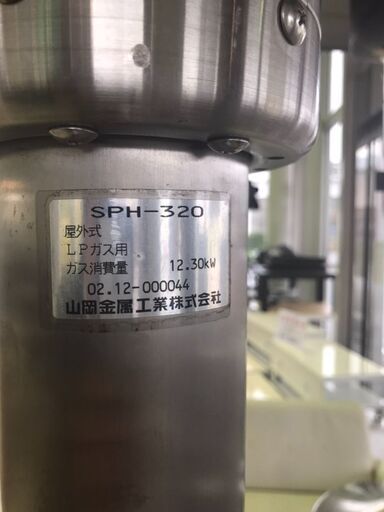 SPH-320
屋外式
LPガス用
ガス消費量 12.30kW
02.12-000044
山岡金属工業株式会社